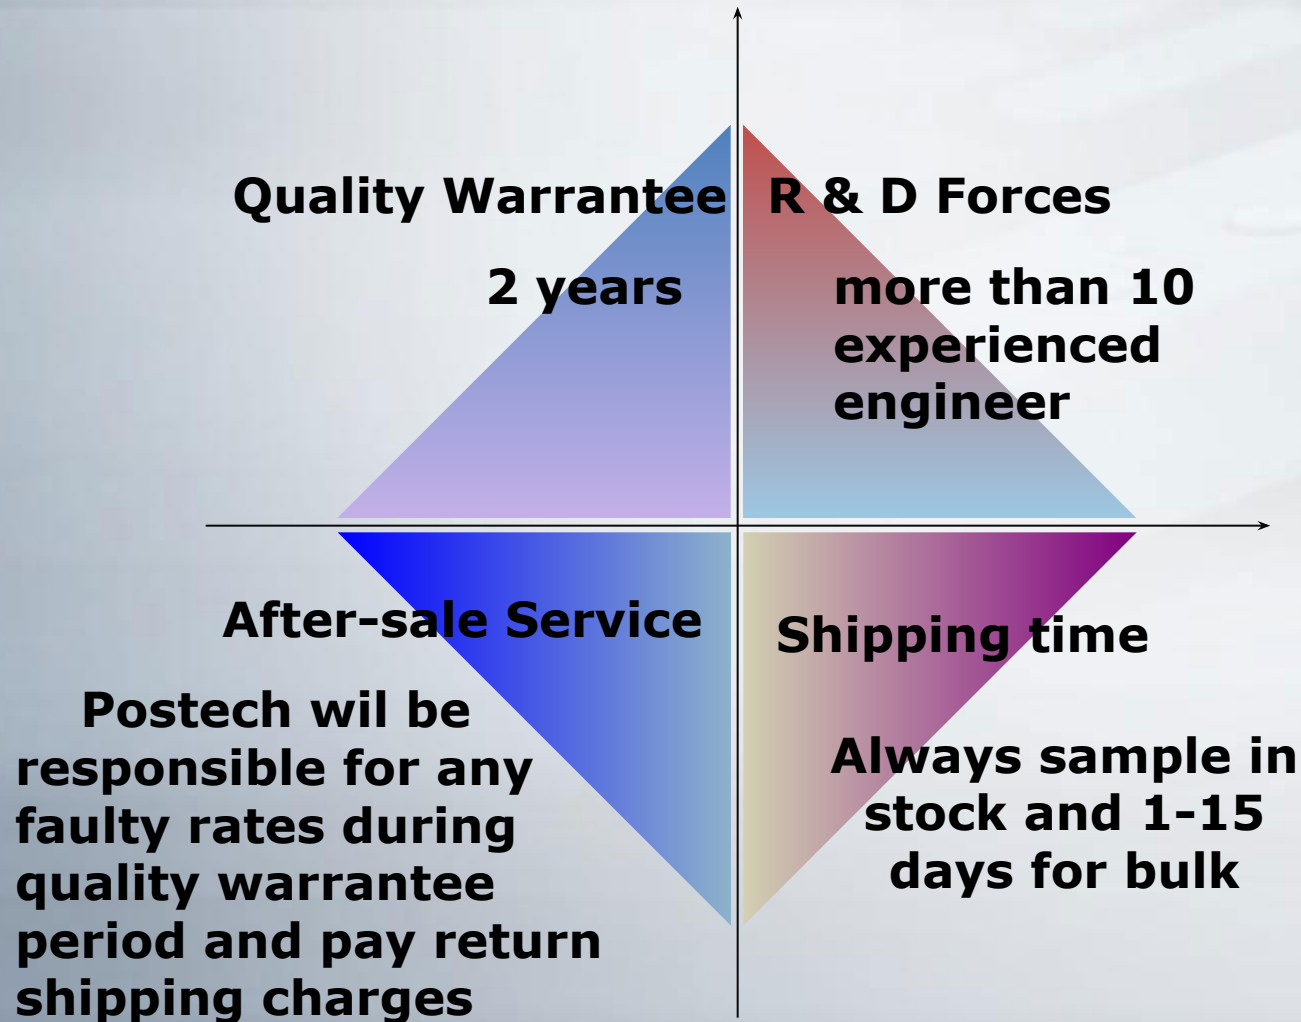 Quality Warrantee
2 years
R & D Forces
more than 10
experienced
engineer
After-sale Service
Postech wil be
responsible for any
faulty rates during
quality warrantee
period and pay return
shipping charges
Shipping time
Always sample in
stock and 1-15
days for bulk